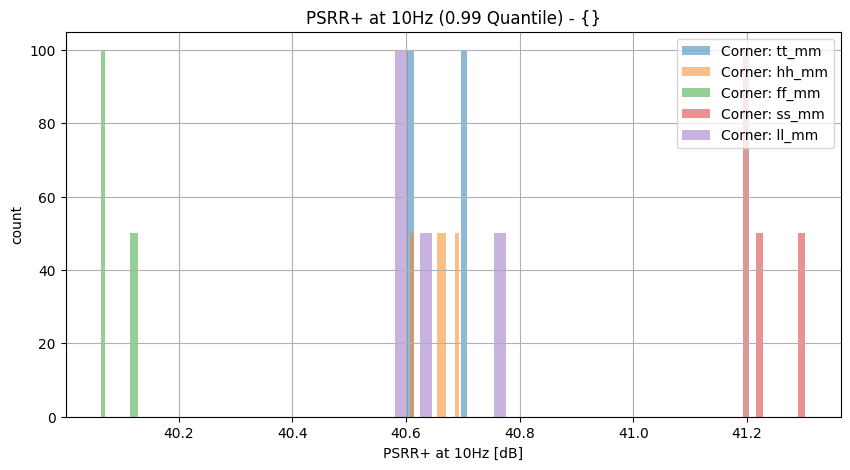 PSRR+ at 10Hz (0.99 Quantile) - {}
Corner: tt_mm
Corner: hh_mm
Corner: ff_mm
Corner: ss_mm
Corner: ll_mm
count
100
80
60
40
20
0
40.2 40.4 40.6 40.8 41.0 41.2
PSRR+ at 10Hz [dB]